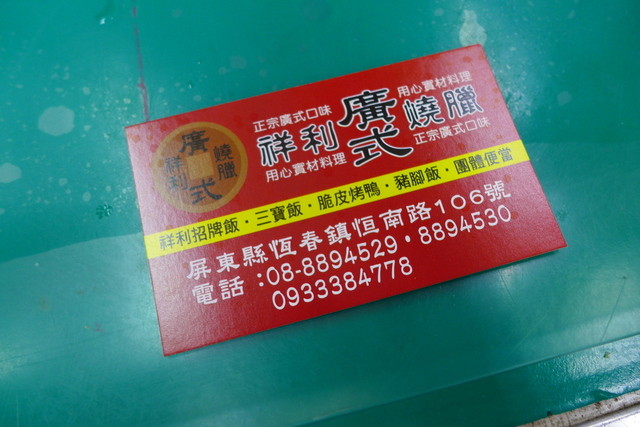 廣式
祥利
燒臘
正宗廣式口味
用心實材料理
祥利
廣式
燒臘
用心實材料理
正宗廣式口味
祥利招牌飯・三寶飯・脆皮烤鴨・豬腳飯・團體便當
屏東縣恆春鎮恒南路106號
電話:08-8894529・8894530
0933384778